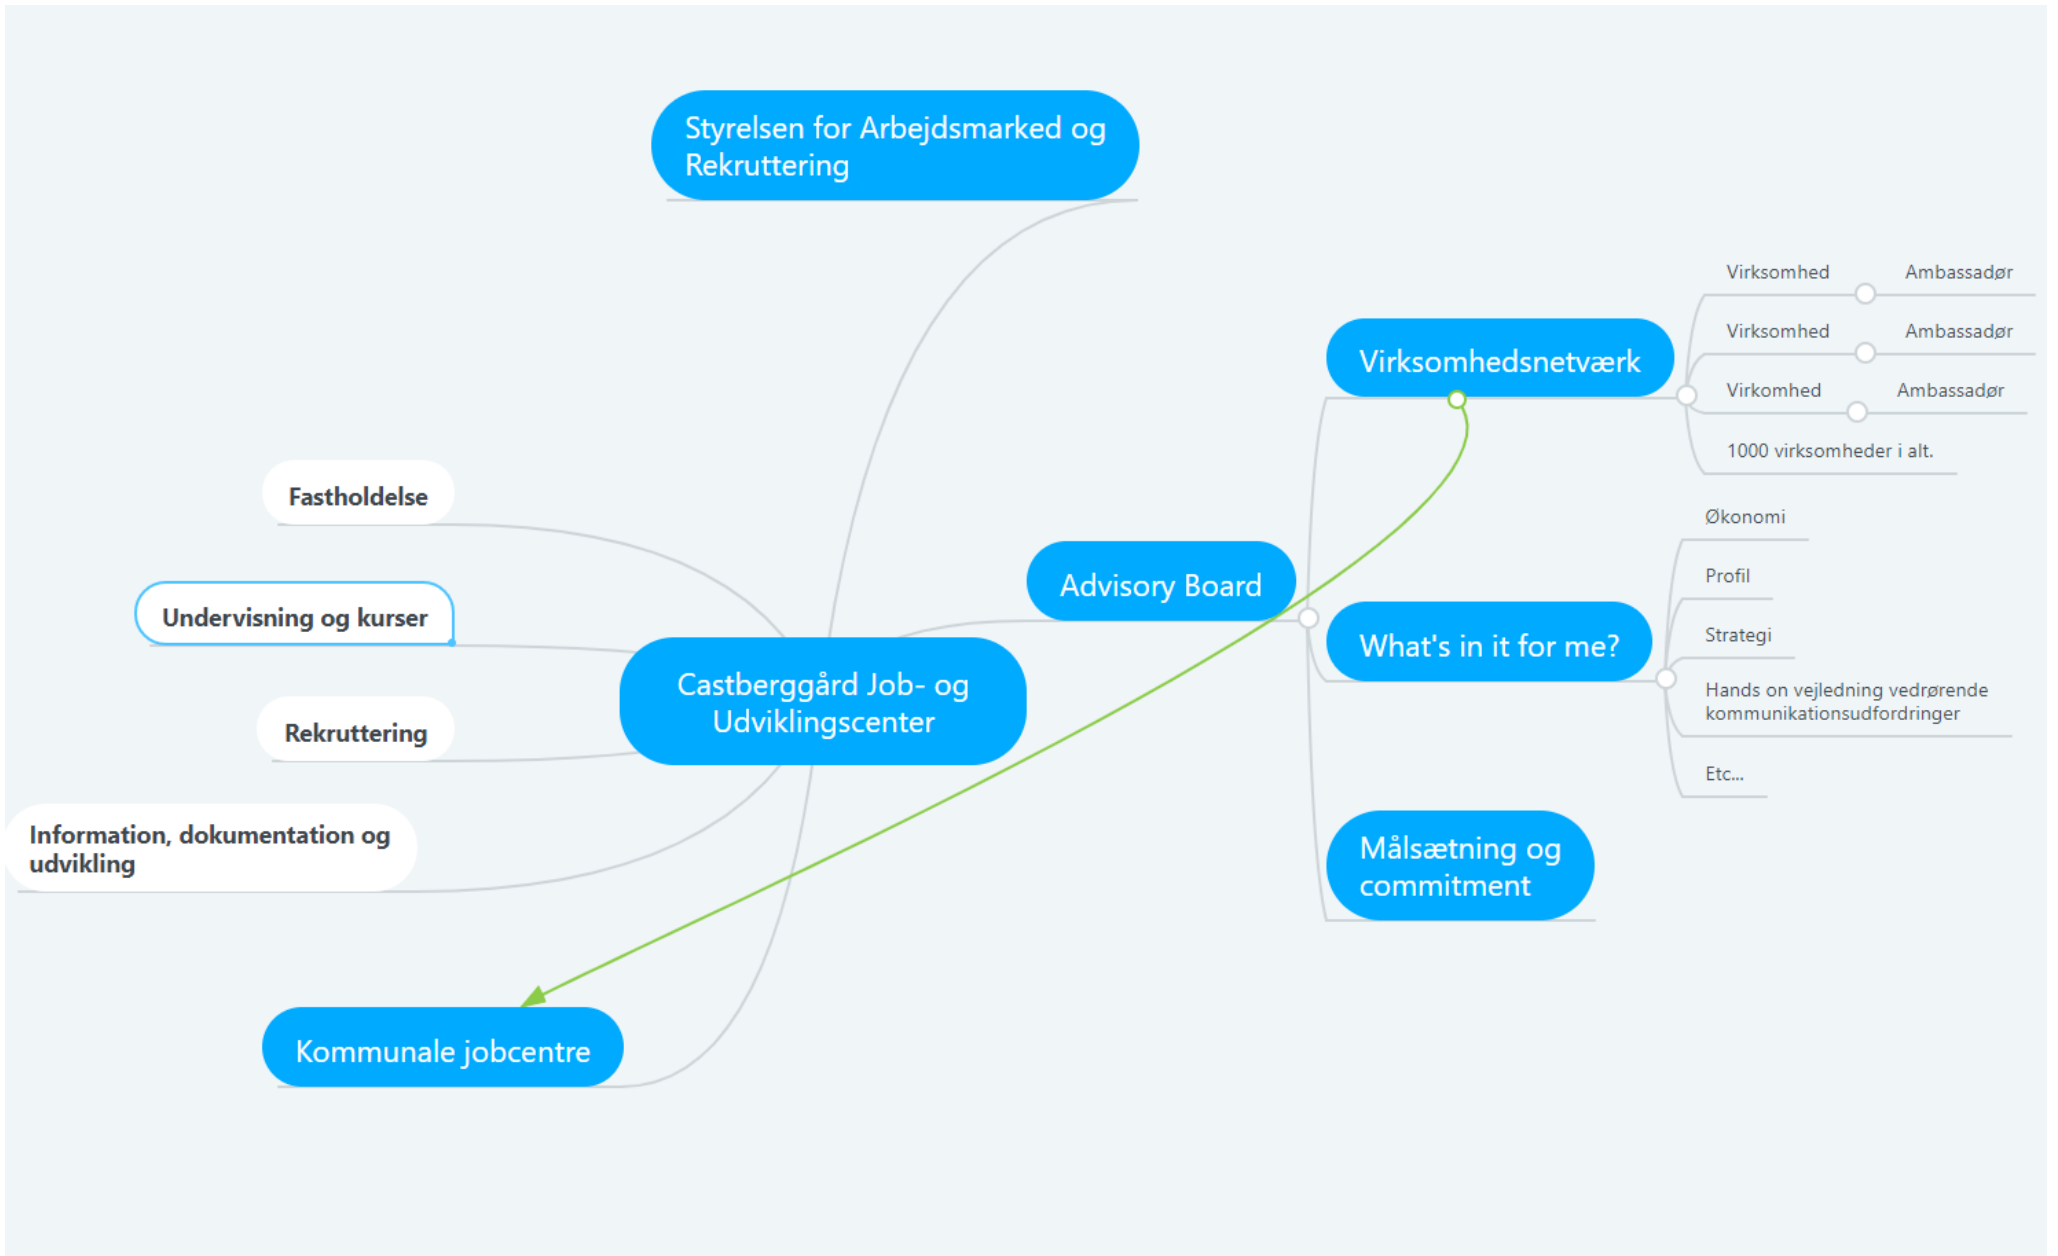 Styrelsen for Arbejdsmarked og
Rekruttering
Virksomhed
Ambassadør
Virksomhed
Ambassadør
Virkomhed
Ambassadør
1000 virksomheder i alt.
Virksomhedsnetværk
Økonomi
Profil
Strategi
Hands on vejledning vedrørende
kommunikationsudfordringer
Etc...
Advisory Board
What's in it for me?
Målsætning og
commitment
Castberggård Job- og
Udviklingscenter
Fastholdelse
Undervisning og kurser
Rekruttering
Information, dokumentation og
udvikling
Kommunale jobcentre